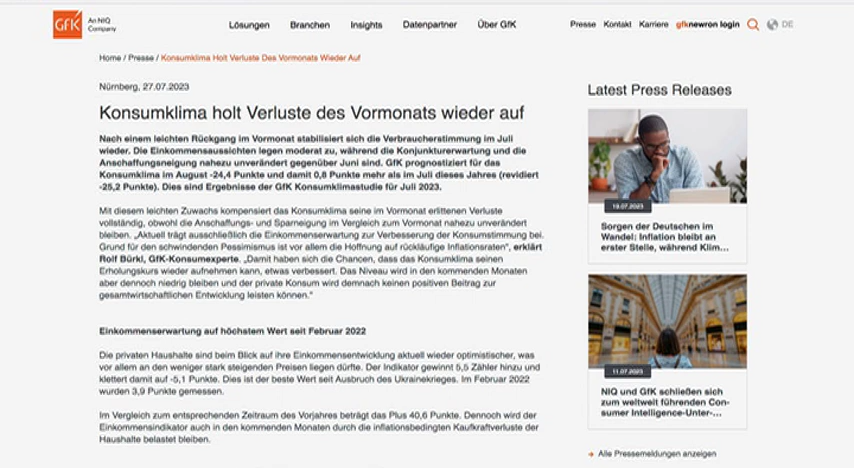 GFK An NIQ Company
Lösungen Branchen Insights Datenpartner Über GfK
Presse Kontakt Karriere gfknewron login DE
Home / Presse / Konsumklima Holt Verluste Des Vormonats Wieder Auf
Nürnberg, 27.07.2023
Konsumklima holt Verluste des Vormonats wieder auf
Nach einem leichten Rückgang im Vormonat stabilisiert sich die Verbraucherstimmung im Juli
wieder. Die Einkommensaussichten legen moderat zu, während die Konjunkturerwartung und die
Anschaffungsneigung nahezu unverändert gegenüber Juni sind. GfK prognostiziert für das
Konsumklima im August -24,4 Punkte und damit 0,8 Punkte mehr als im Juli dieses Jahres (revidiert
-25,2 Punkte). Dies sind Ergebnisse der GfK Konsumklimastudie für Juli 2023.
Mit diesem leichten Zuwachs kompensiert das Konsumklima seine im Vormonat erlittenen Verluste
vollständig, obwohl die Anschaffungs- und Sparneigung im Vergleich zum Vormonat nahezu unverändert
bleiben. „Aktuell trägt ausschließlich die Einkommenserwartung zur Verbesserung der Konsumstimmung bei.
Grund für den schwindenden Pessimismus ist vor allem die Hoffnung auf rückläufige Inflationsraten“, erklärt
Rolf Bürkl, GfK-Konsumexperte. „Damit haben sich die Chancen, dass das Konsumklima seinen
Erholungskurs wieder aufnehmen kann, etwas verbessert. Das Niveau wird in den kommenden Monaten
aber dennoch niedrig bleiben und der private Konsum wird demnach keinen positiven Beitrag zur
gesamtwirtschaftlichen Entwicklung leisten können.“
Einkommenserwartung auf höchstem Wert seit Februar 2022
Die privaten Haushalte sind beim Blick auf ihre Einkommensentwicklung aktuell wieder optimistischer, was
vor allem an den weniger stark steigenden Preisen liegen dürfte. Der Indikator gewinnt 5,5 Zähler hinzu und
klettert damit auf -5,1 Punkte. Dies ist der beste Wert seit Ausbruch des Ukrainekrieges. Im Februar 2022
wurden 3,9 Punkte gemessen.
Im Vergleich zum entsprechenden Zeitraum des Vorjahres beträgt das Plus 40,6 Punkte. Dennoch wird der
Einkommensindikator auch in den kommenden Monaten durch die inflationsbedingten Kaufkraftverluste der
Haushalte belastet bleiben.
Latest Press Releases
19.07.2023
Sorgen der Deutschen im
Wandel: Inflation bleibt an
erster Stelle, während Klim...
11.07.2023
NIQ und GfK schließen sich
zum weltweit führenden Con-
sumer Intelligence-Unter-...
Alle Pressemeldungen anzeigen